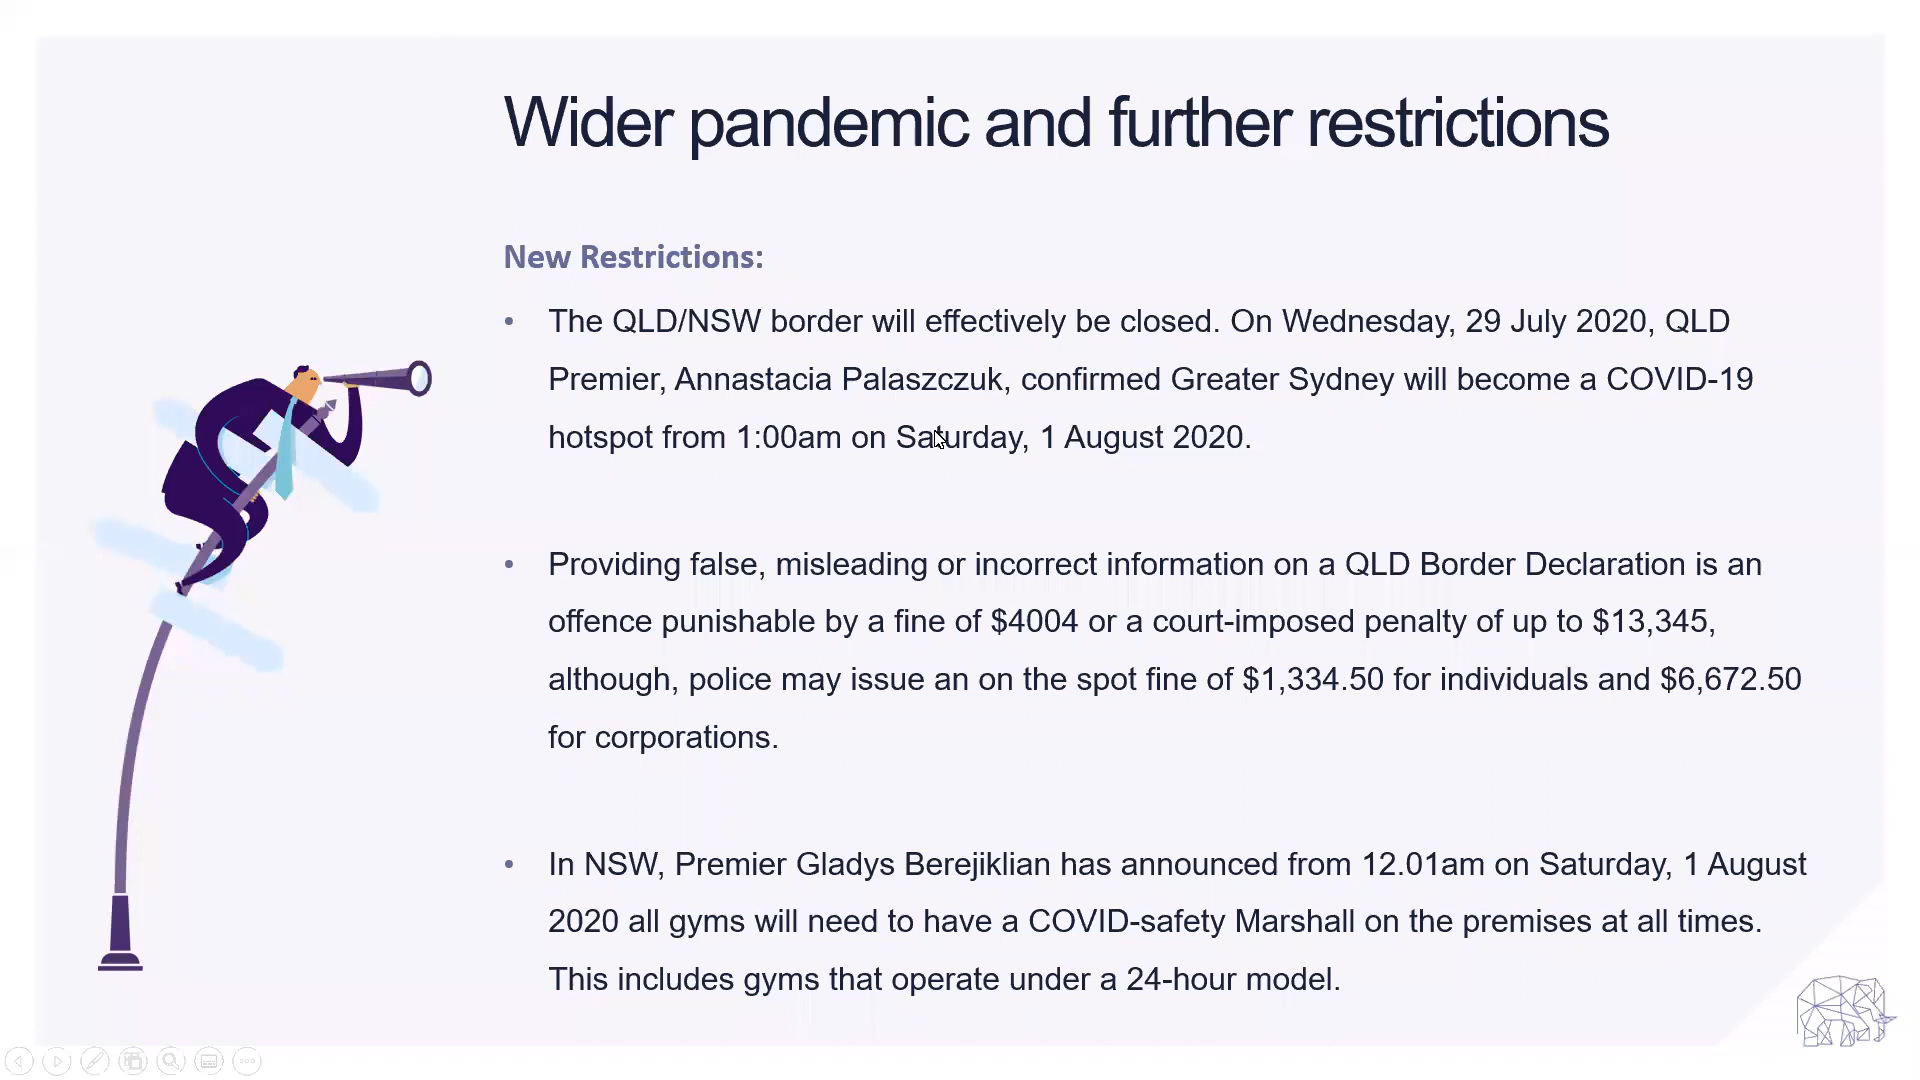 Wider pandemic and further restrictions
New Restrictions:
• The QLD/NSW border will effectively be closed. On Wednesday, 29 July 2020, QLD
Premier, Annastacia Palaszczuk, confirmed Greater Sydney will become a COVID-19
hotspot from 1:00am on Saturday, 1 August 2020.
• Providing false, misleading or incorrect information on a QLD Border Declaration is an
offence punishable by a fine of $4004 or a court-imposed penalty of up to $13,345,
although, police may issue an on the spot fine of $1,334.50 for individuals and $6,672.50
for corporations.
• In NSW, Premier Gladys Berejiklian has announced from 12.01am on Saturday, 1 August
2020 all gyms will need to have a COVID-safety Marshall on the premises at all times.
This includes gyms that operate under a 24-hour model.